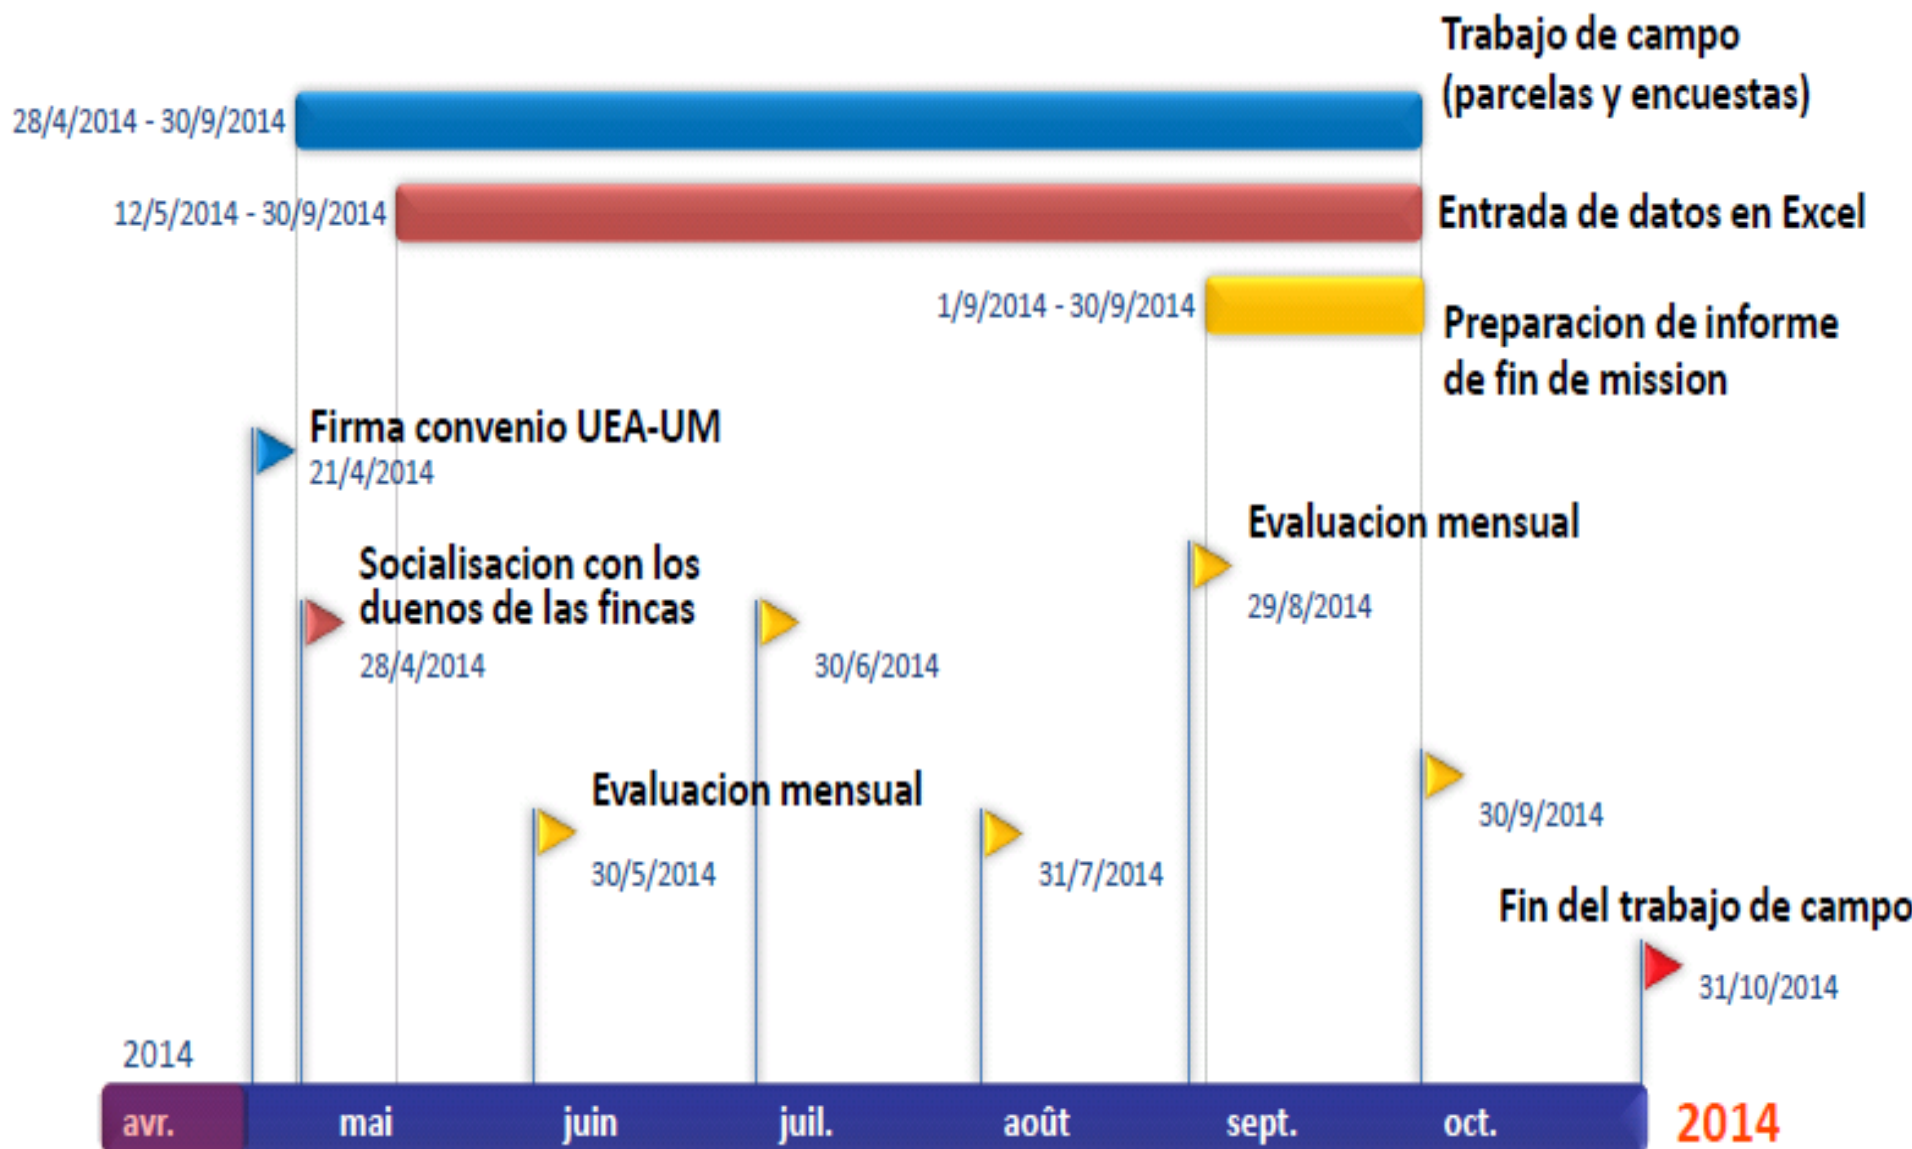 Trabajo de campo
(parcelas y encuestas)
28/4/2014 - 30/9/2014
12/5/2014 - 30/9/2014
Entrada de datos en Excel
1/9/2014 - 30/9/2014
Preparacion de informe
de fin de mission
Firma convenio UEA-UM
21/4/2014
Evaluacion mensual
29/8/2014
Socialisacion con los
duenos de las fincas
28/4/2014
30/6/2014
Evaluacion mensual
30/5/2014
31/7/2014
30/9/2014
Fin del trabajo de campo
31/10/2014
2014
avr. mai juin juil. août sept. oct. 2014